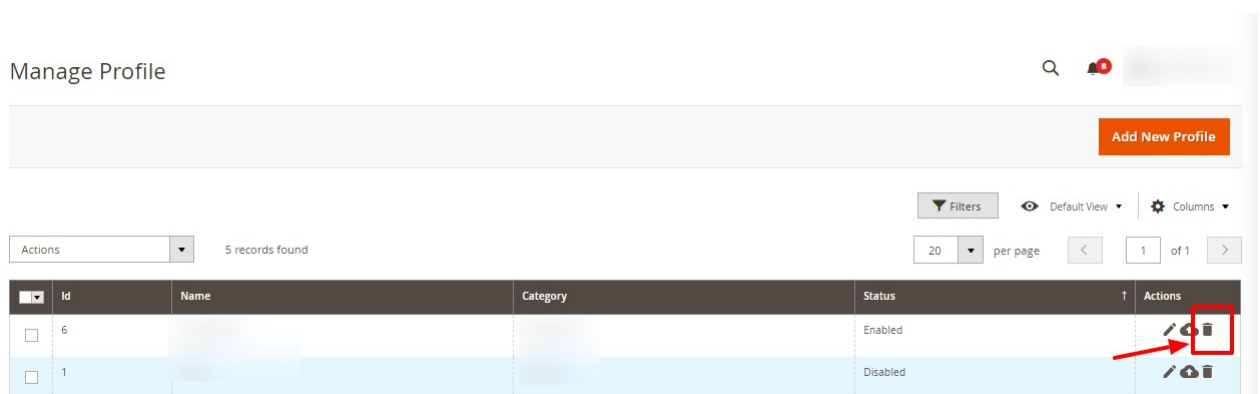 Manage Profile
8
Add New Profile
Filters Default View Columns
Actions 5 records found 20 per page 1 of 1
Id Name Category Status ↑ Actions
6 Enabled
1 Disabled